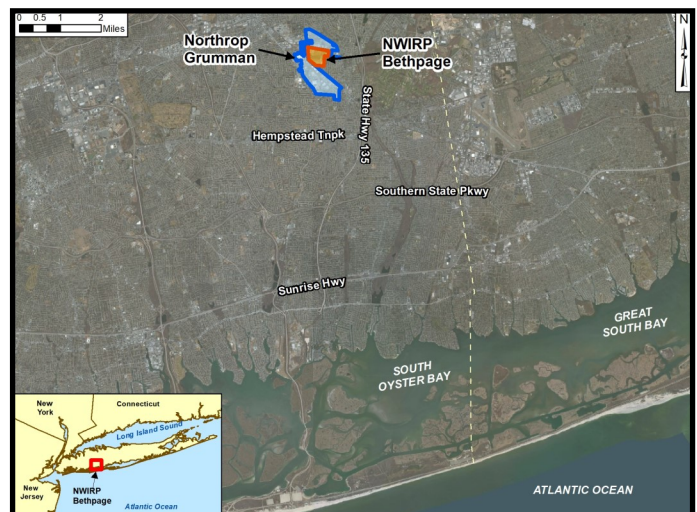 0 0.5 1 2
Miles
N
Northrop
Grumman
NWIRP
Bethpage
State Hwy 135
Hempstead Tnpk
Southern State Pkwy
Sunrise Hwy
GREAT
SOUTH BAY
SOUTH
OYSTER BAY
ATLANTIC OCEAN
New
York
Connecticut
Long Island Sound
New
Jersey
NWIRP
Bethpage
Atlantic Ocean